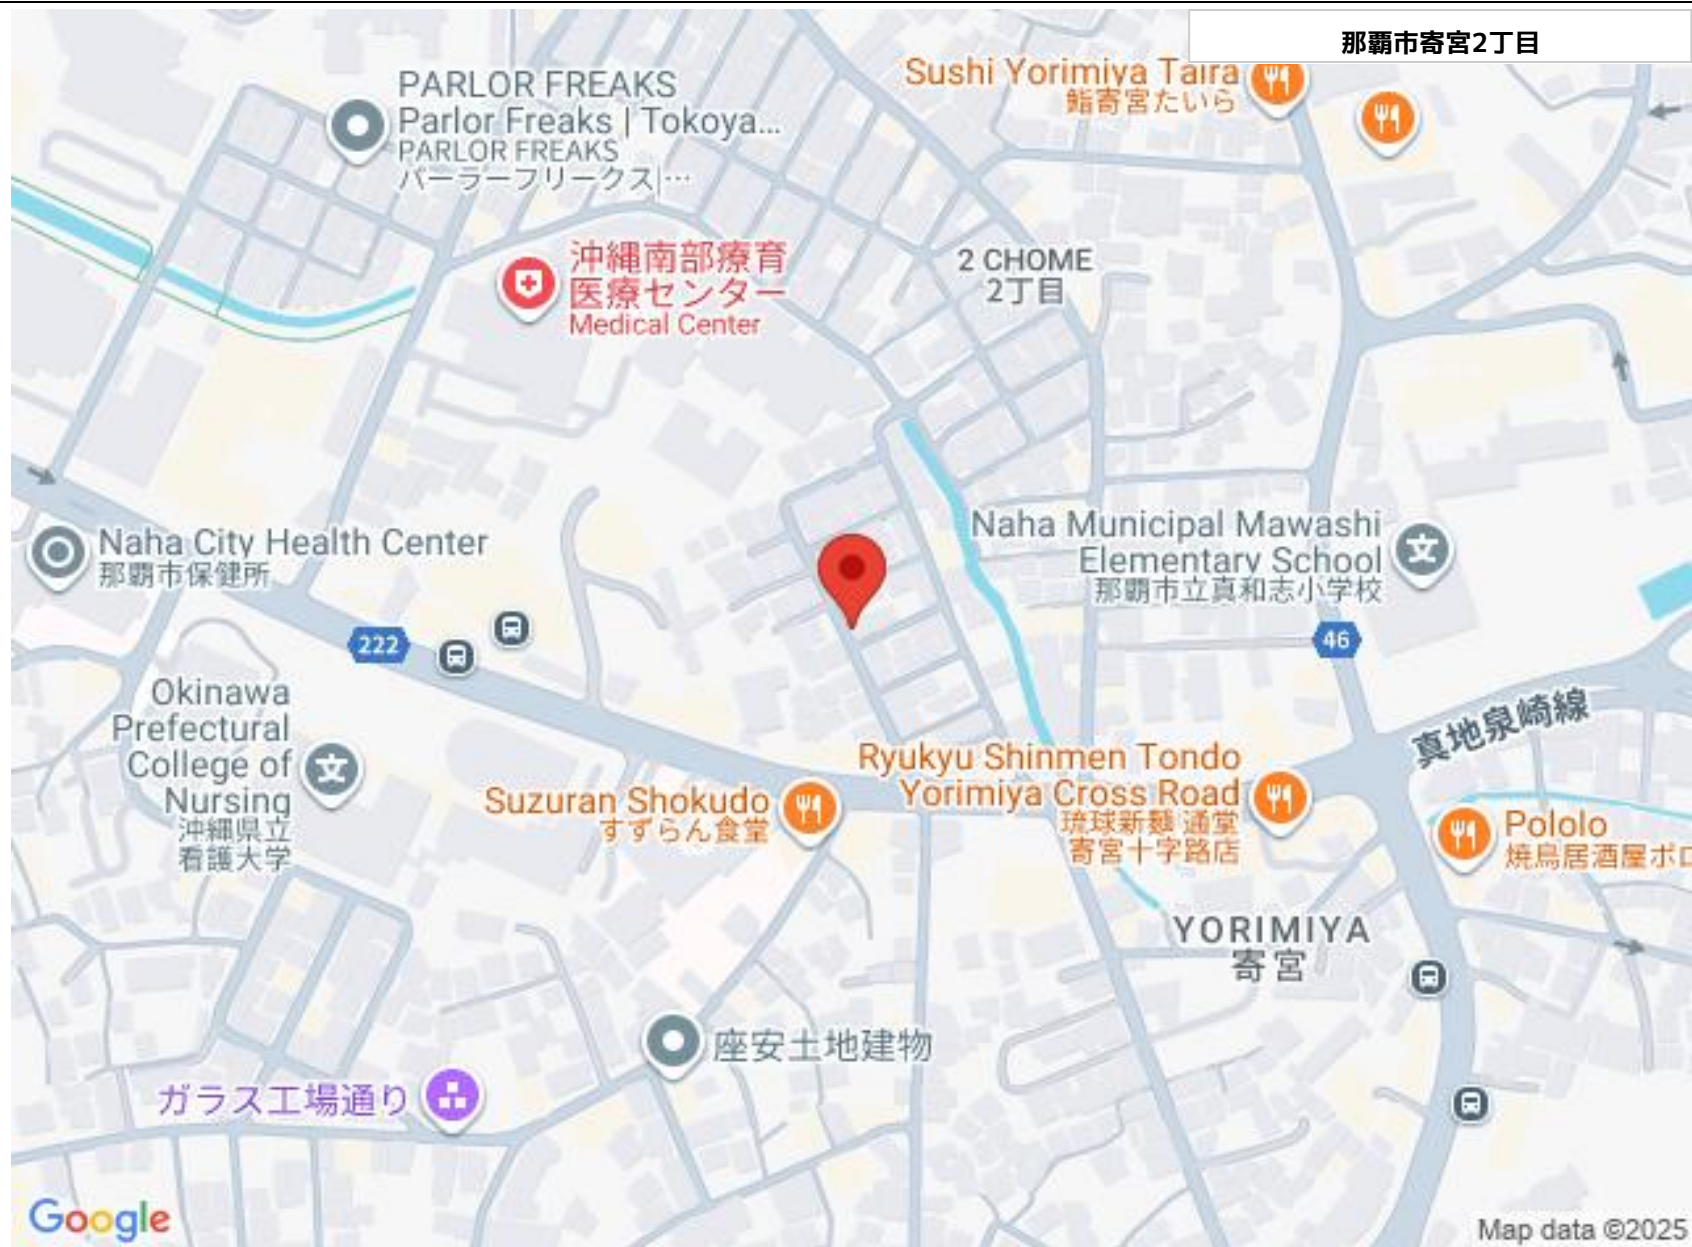 那覇市寄宮2丁目
PARLOR FREAKS
Parlor Freaks | Tokoya...
PARLOR FREAKS
パーラーフリークス|…
Sushi Yorimiya Taira
鮨寄宮たいら
沖縄南部療育
医療センター
Medical Center
2 CHOME
2丁目
Naha City Health Center
那覇市保健所
Naha Municipal Mawashi
Elementary School
那覇市立真和志小学校
222
46
Okinawa
Prefectural
College of
Nursing
沖縄県立
看護大学
真地泉崎線
Suzuran Shokudo
すずらん食堂
Ryukyu Shinmen Tondo
Yorimiya Cross Road
琉球新麺 通堂
寄宮十字路店
Pololo
焼鳥居酒屋ポロ
YORIMIYA
寄宮
座安土地建物
ガラス工場通り
Google
Map data ©2025